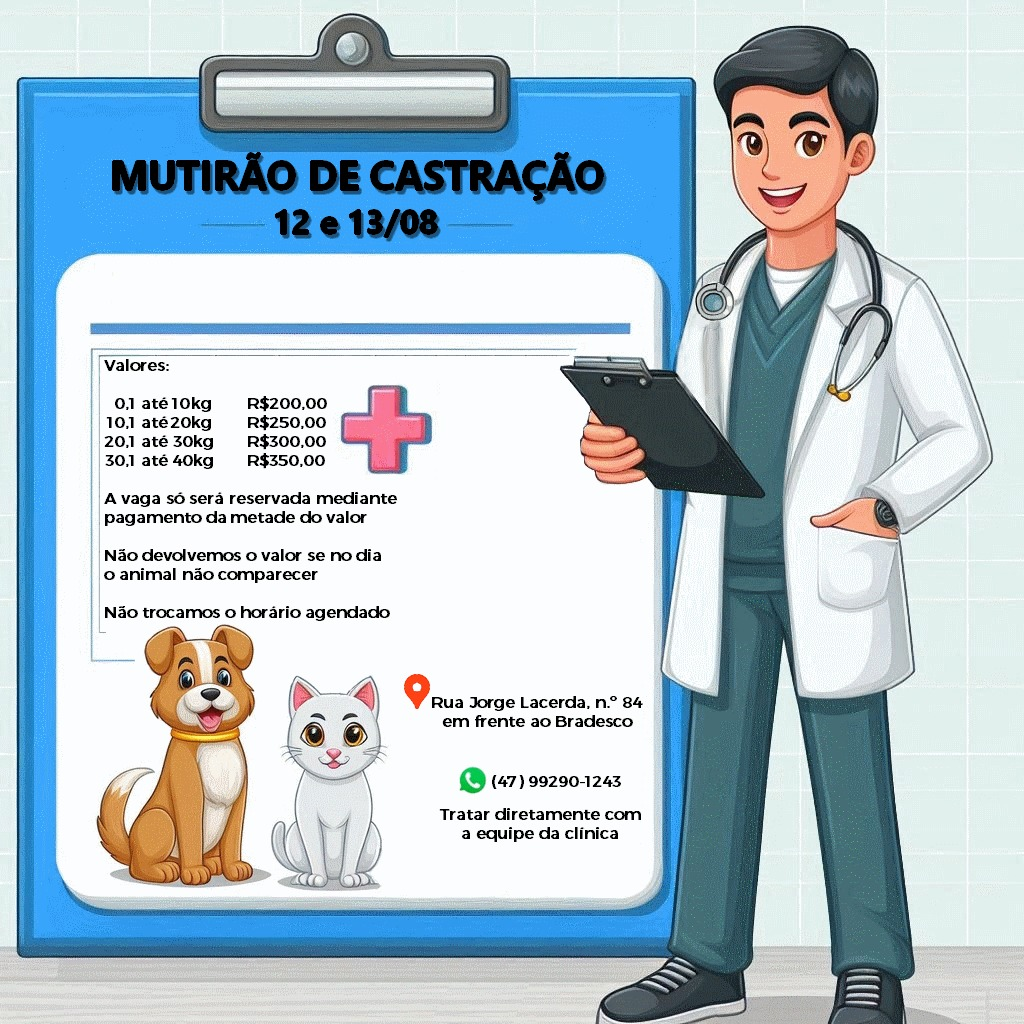 MUTIRÃO DE CASTRAÇÃO
12 e 13/08
Valores:
0,1 até 10kg R$200,00
10,1 até 20kg R$250,00
20,1 até 30kg R$300,00
30,1 até 40kg R$350,00
A vaga só será reservada mediante
pagamento da metade do valor
Não devolvemos o valor se no dia
o animal não comparecer
Não trocamos o horário agendado
Rua Jorge Lacerda, n.º 84
em frente ao Bradesco
(47) 99290-1243
Tratar diretamente com
a equipe da clínica